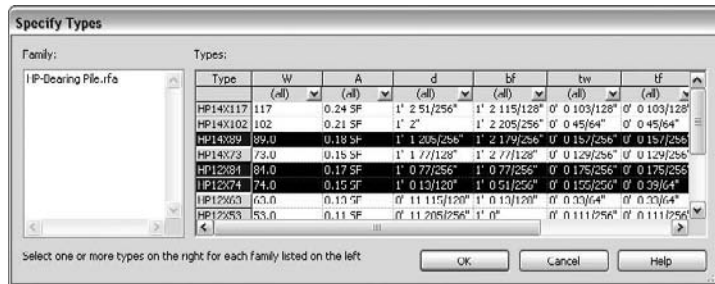 Specify Types
Family: Types:
HP-Bearing Pile.rfa
Type W A d bf tw tf
(all) (all) (all) (all) (all) (all)
HP14X117 117 0.24 SF 1' 2 51/256" 1' 2 115/128" 0' 0 103/128" 0' 0 103/128"
HP14X102 102 0.21 SF 1' 2" 1' 2 205/256" 0' 0 45/64" 0' 0 45/64"
HP14X89 89.0 0.18 SF 1' 1 205/256" 1' 2 179/256" 0' 0 157/256" 0' 0 157/256"
HP14X73 73.0 0.15 SF 1' 1 77/128" 1' 2 77/128" 0' 0 129/256" 0' 0 129/256"
HP12X84 84.0 0.17 SF 1' 0 77/256" 1' 0 77/256" 0' 0 175/256" 0' 0 175/256"
HP12X74 74.0 0.15 SF 1' 0 13/128" 1' 0 51/256" 0' 0 155/256" 0' 0 39/64"
HP12X63 63.0 0.13 SF 0' 11 115/128" 1' 0 13/128" 0' 0 33/64" 0' 0 33/64"
HP12X53 53.0 0.11 SF 0' 11 205/256" 1' 0" 0' 0 111/256" 0' 0 111/256"
Select one or more types on the right for each family listed on the left
OK Cancel Help